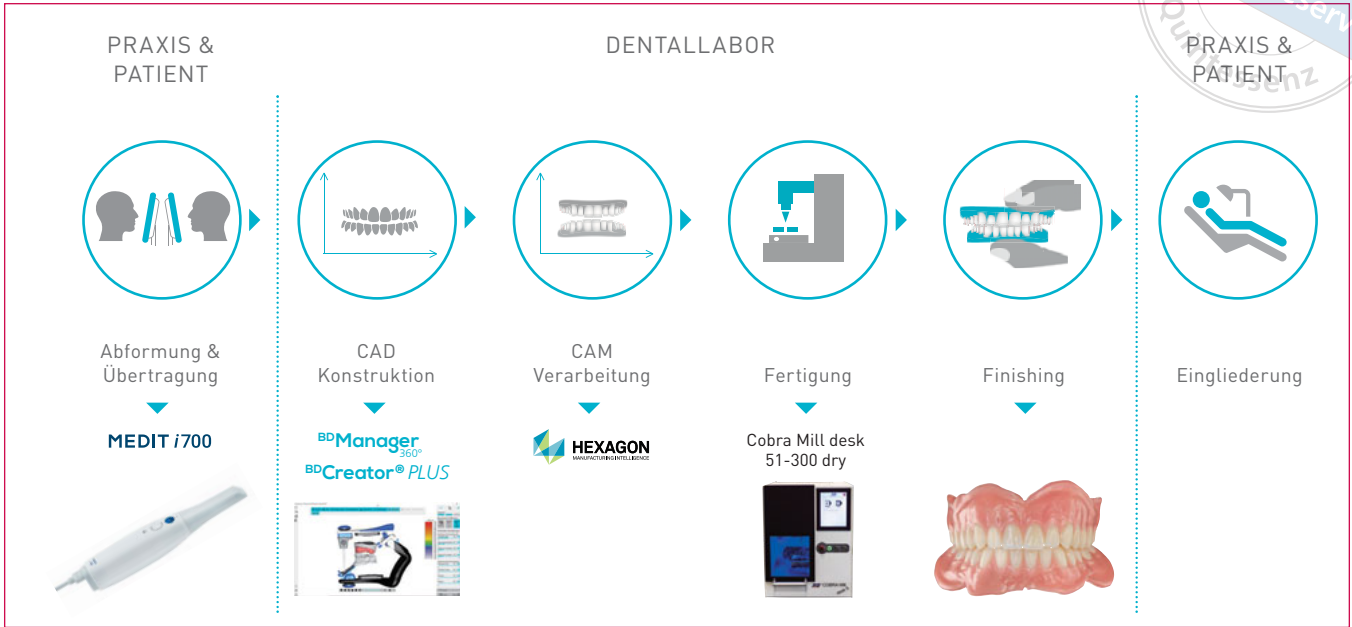 PRAXIS &
PATIENT
DENTALLABOR
PRAXIS &
PATIENT
Quintessenz
Abformung &
Übertragung
CAD
Konstruktion
CAM
Verarbeitung
Fertigung
Finishing
Eingliederung
MEDIT i700
BDManager
360°
BDCreator® PLUS
HEXAGON
MANUFACTURING INTELLIGENCE
Cobra Mill desk
51-300 dry